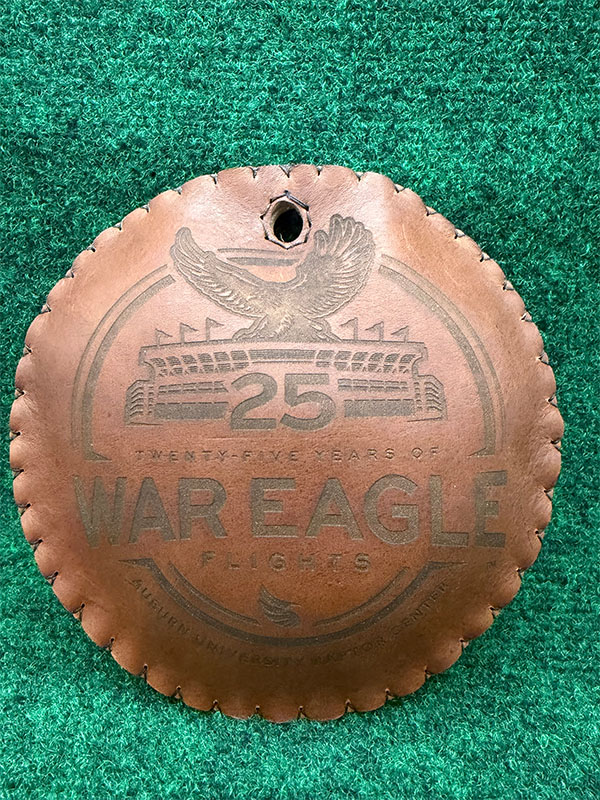 25
TWENTY-FIVE YEARS OF
WAR EAGLE
FLIGHTS
AUBURN UNIVERSITY RAPTOR CENTER